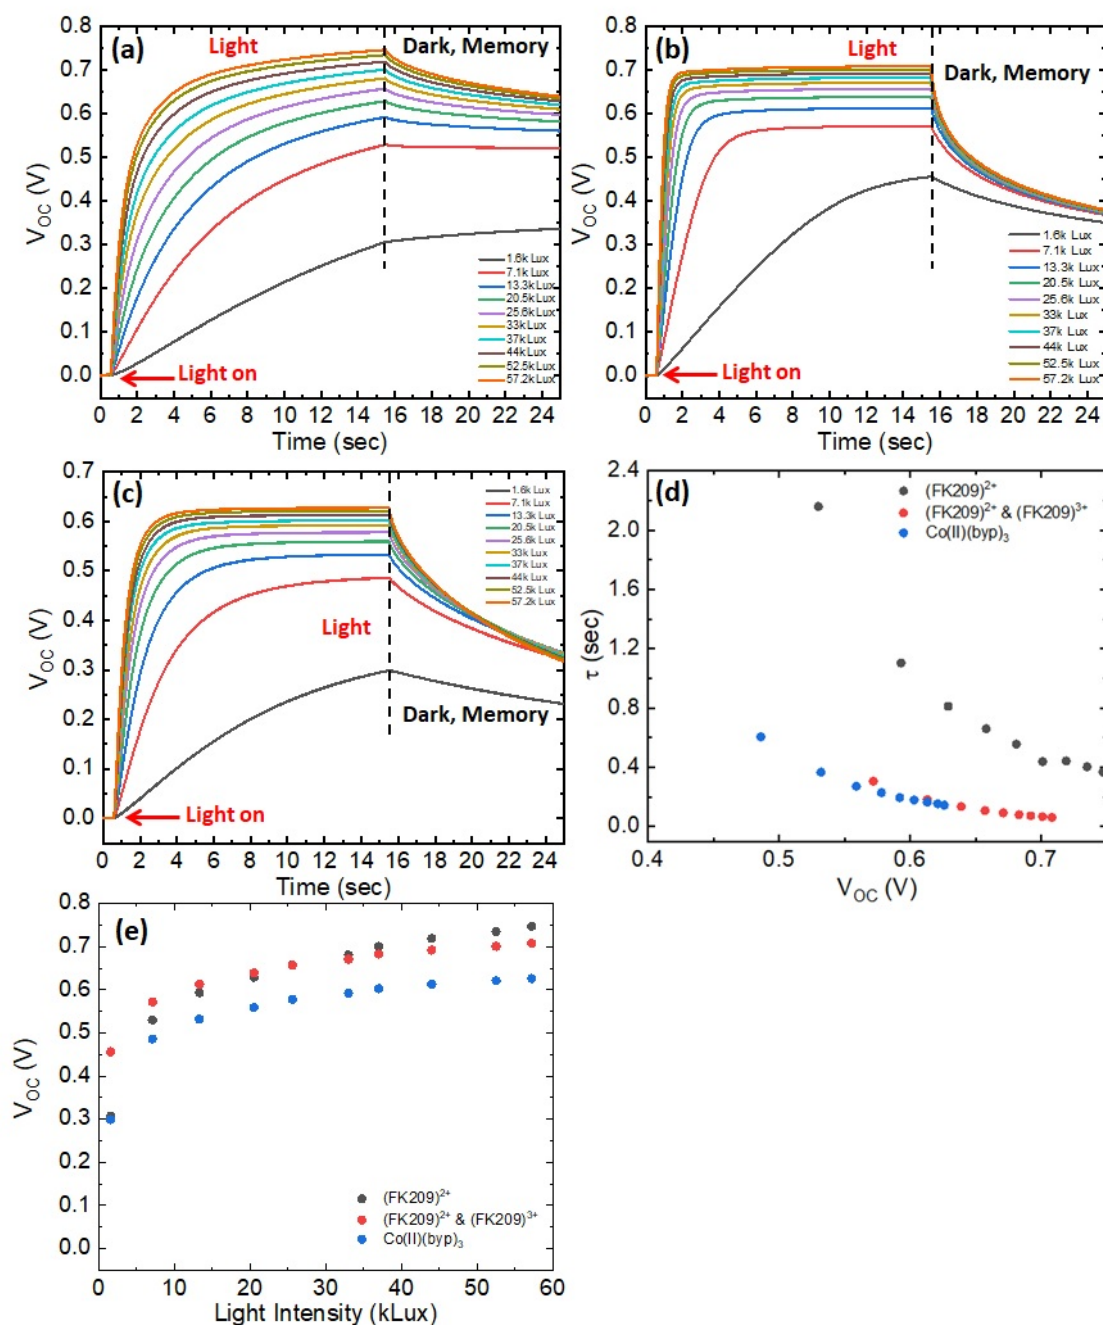 (a)
Light
Dark, Memory
Light on
1.6k Lux
7.1k Lux
13.3k Lux
20.5k Lux
25.6k Lux
33k Lux
37k Lux
44k Lux
52.5k Lux
57.2k Lux
V_OC (V)
0.8
0.7
0.6
0.5
0.4
0.3
0.2
0.1
0.0
0 2 4 6 8 10 12 14 16 18 20 22 24
Time (sec)
(b)
Light
Dark, Memory
Light on
1.6k Lux
7.1k Lux
13.3k Lux
20.5k Lux
25.6k Lux
33k Lux
37k Lux
44k Lux
52.5k Lux
57.2k Lux
V_OC (V)
0.8
0.7
0.6
0.5
0.4
0.3
0.2
0.1
0.0
0 2 4 6 8 10 12 14 16 18 20 22 24
Time (sec)
(c)
1.6k Lux
7.1k Lux
13.3k Lux
20.5k Lux
25.6k Lux
33k Lux
37k Lux
44k Lux
52.5k Lux
57.2k Lux
Light
Dark, Memory
Light on
V_OC (V)
0.7
0.6
0.5
0.4
0.3
0.2
0.1
0.0
0 2 4 6 8 10 12 14 16 18 20 22 24
Time (sec)
(d)
(FK209)²⁺
(FK209)²⁺ & (FK209)³⁺
Co(II)(byp)₃
τ (sec)
2.4
2.0
1.6
1.2
0.8
0.4
0.0
0.4 0.5 0.6 0.7
V_OC (V)
(e)
(FK209)²⁺
(FK209)²⁺ & (FK209)³⁺
Co(II)(byp)₃
V_OC (V)
0.8
0.7
0.6
0.5
0.4
0.3
0.2
0.1
0.0
0 10 20 30 40 50 60
Light Intensity (kLux)